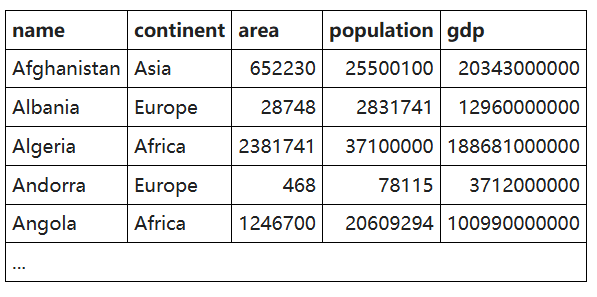 name continent area population gdp
Afghanistan Asia 652230 25500100 20343000000
Albania Europe 28748 2831741 12960000000
Algeria Africa 2381741 37100000 188681000000
Andorra Europe 468 78115 3712000000
Angola Africa 1246700 20609294 100990000000
...